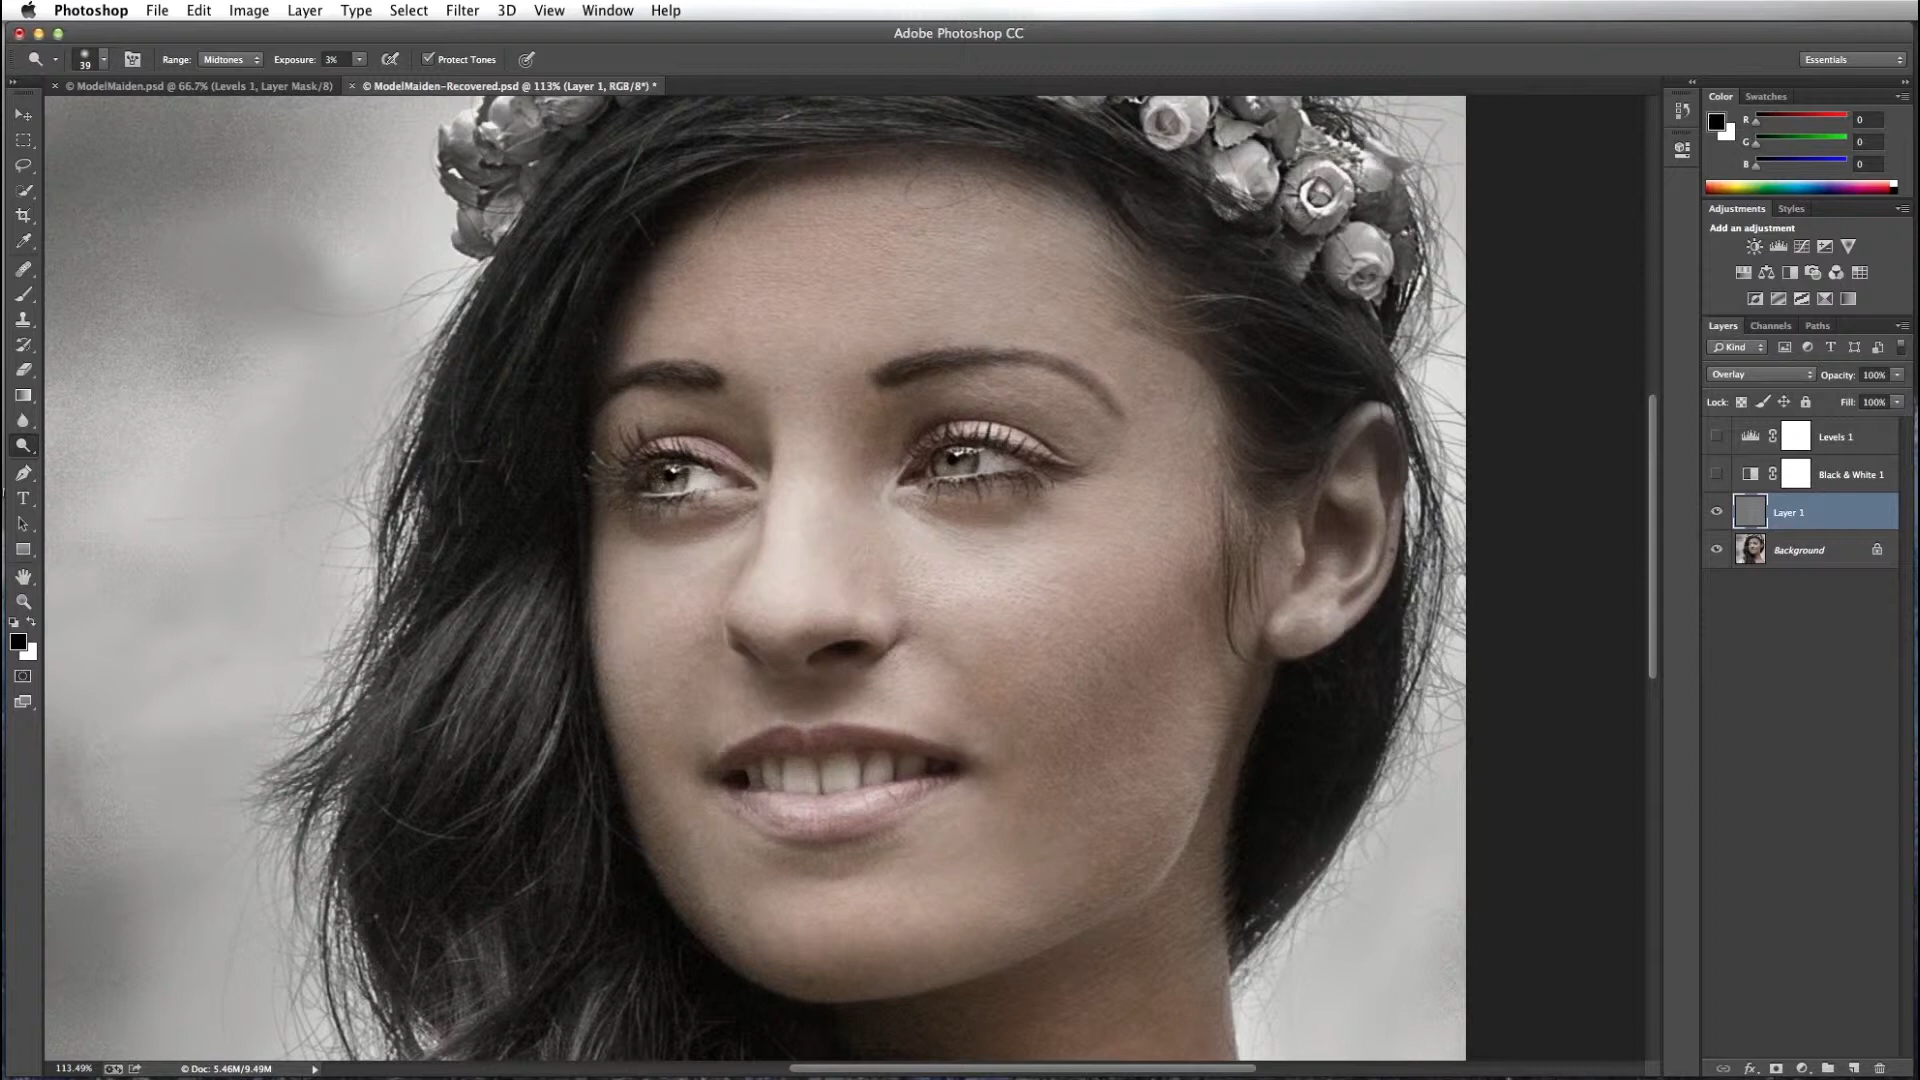 Photoshop File Edit Image Layer Type Select Filter 3D View Window Help
Adobe Photoshop CC
39 Range: Midtones Exposure: 3% Protect Tones Essentials
© ModelMaiden.psd @ 66.7% (Levels 1, Layer Mask/8) © ModelMaiden-Recovered.psd @ 113% (Layer 1, RGB/8*) *
Color Swatches
R 0
G 0
B 0
Adjustments Styles
Add an adjustment
Layers Channels Paths
Kind
Overlay Opacity: 100%
Lock: Fill: 100%
Levels 1
Black & White 1
Layer 1
Background
113.49% © Doc: 5.46M/9.49M